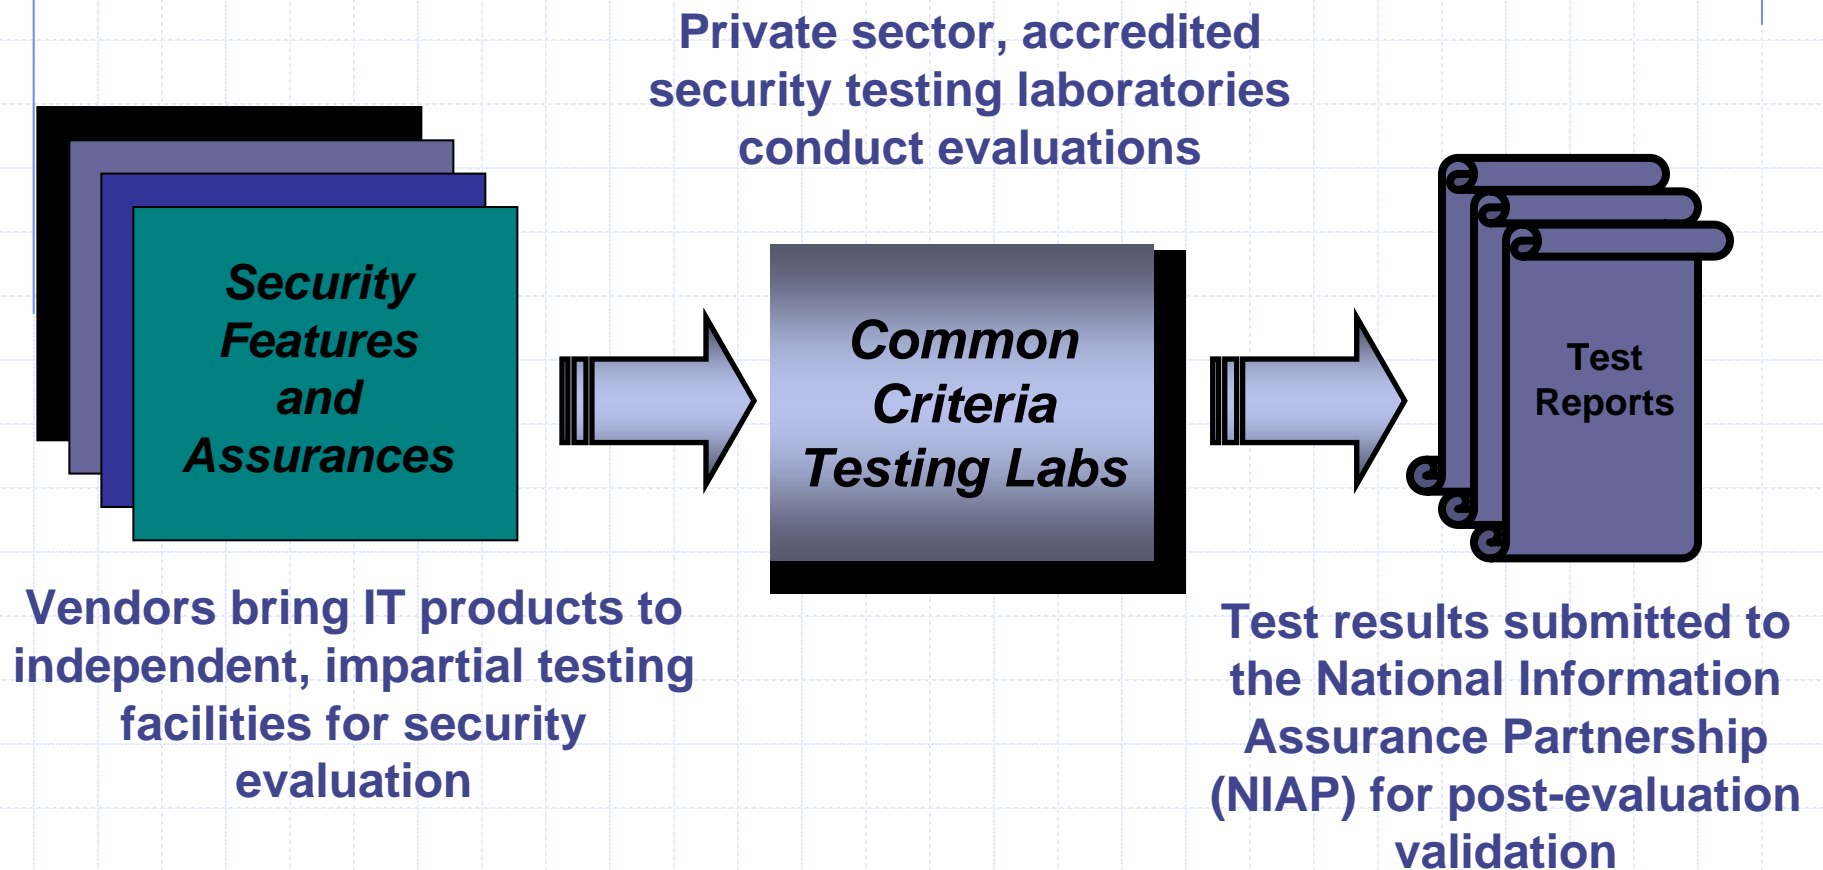 Private sector, accredited
security testing laboratories
conduct evaluations
Security
Features
and
Assurances
Common
Criteria
Testing Labs
Test
Reports
Vendors bring IT products to
independent, impartial testing
facilities for security
evaluation
Test results submitted to
the National Information
Assurance Partnership
(NIAP) for post-evaluation
validation